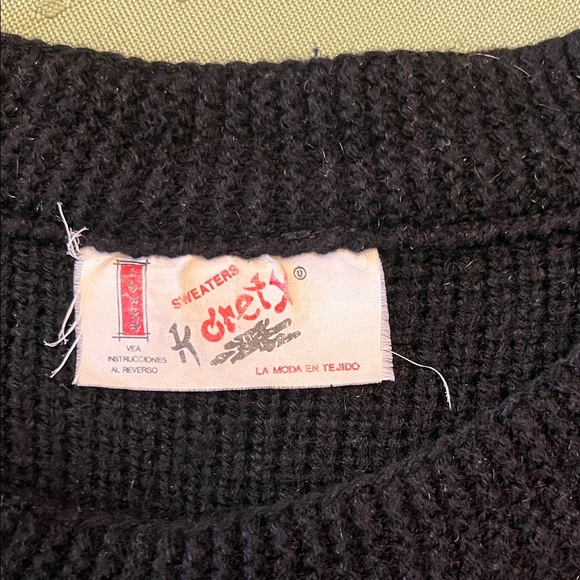 SWEATERS
K drety
VEA
INSTRUCCIONES
AL REVERSO
LA MODA EN TEJIDO